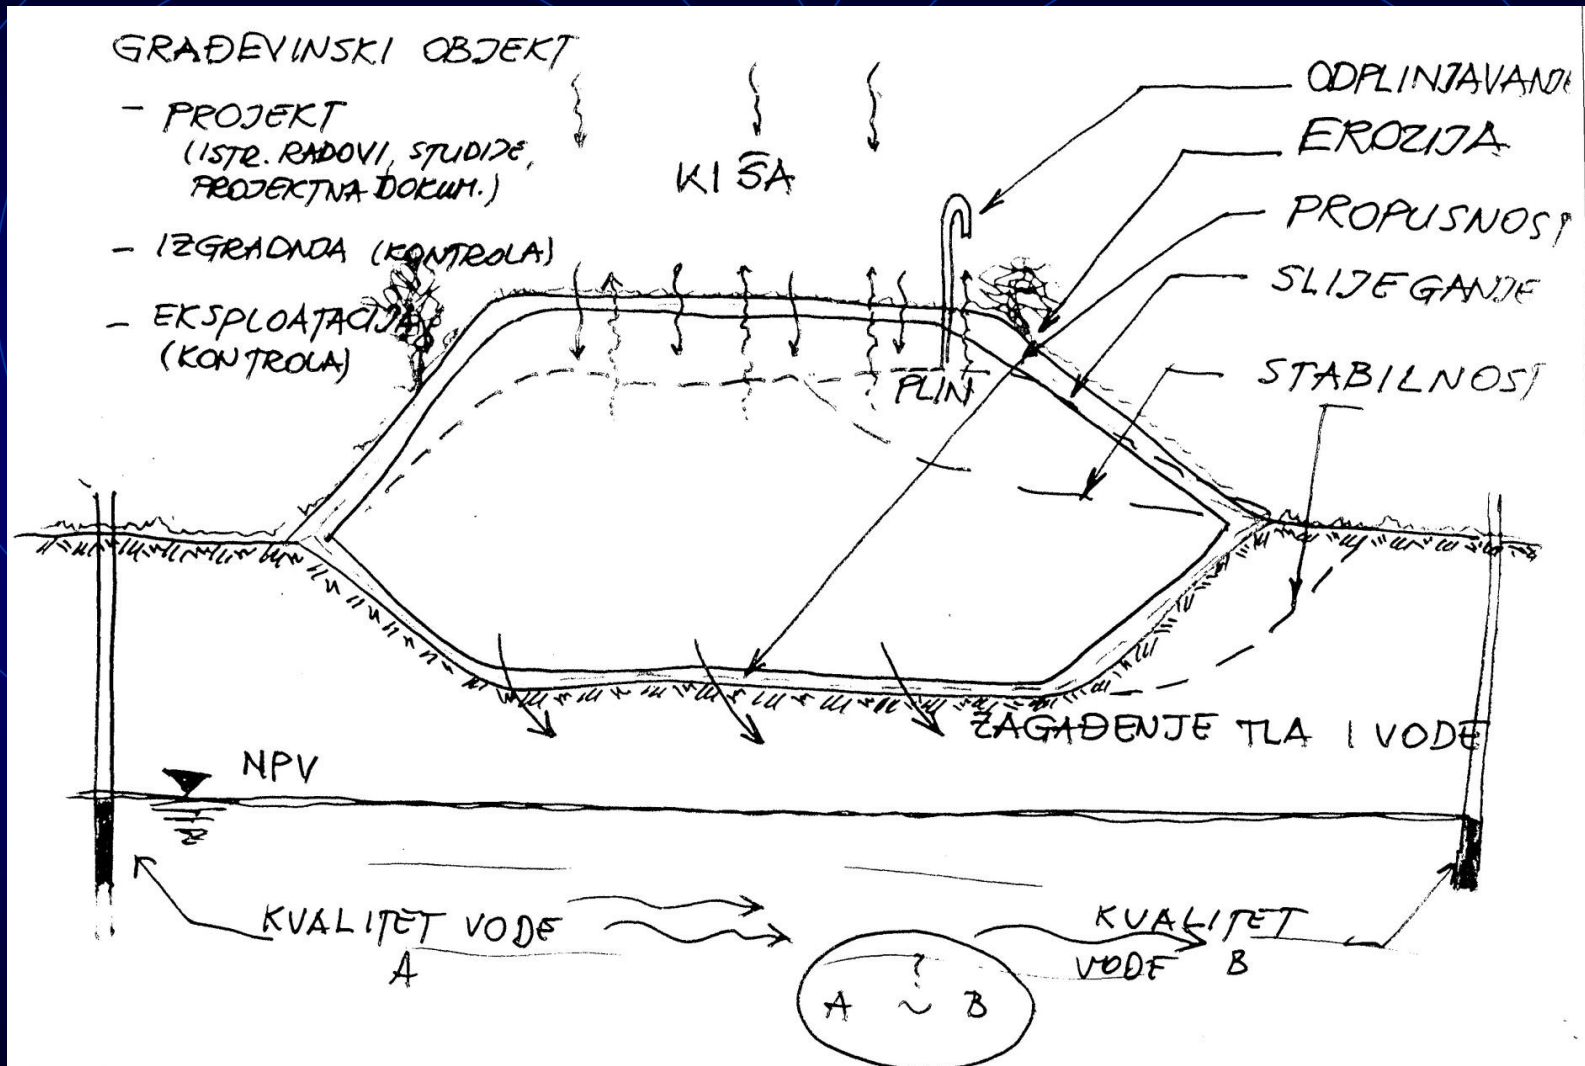 GRAĐEVINSKI OBJEKT
- PROJEKT
(ISTR. RADOVI, STUDIJE,
PROJEKTNA DOKUM.)
- IZGRADNJA (KONTROLA)
- EKSPLOATACIJA
(KONTROLA)
KIŠA
ODPLINJAVANJE
EROZIJA
PROPUSNOST
SLIJEGANJE
STABILNOST
PLIN
ZAGAĐENJE TLA I VODE
NPV
KVALITET VODE
A
KVALITET
VODE B
?
A ~ B